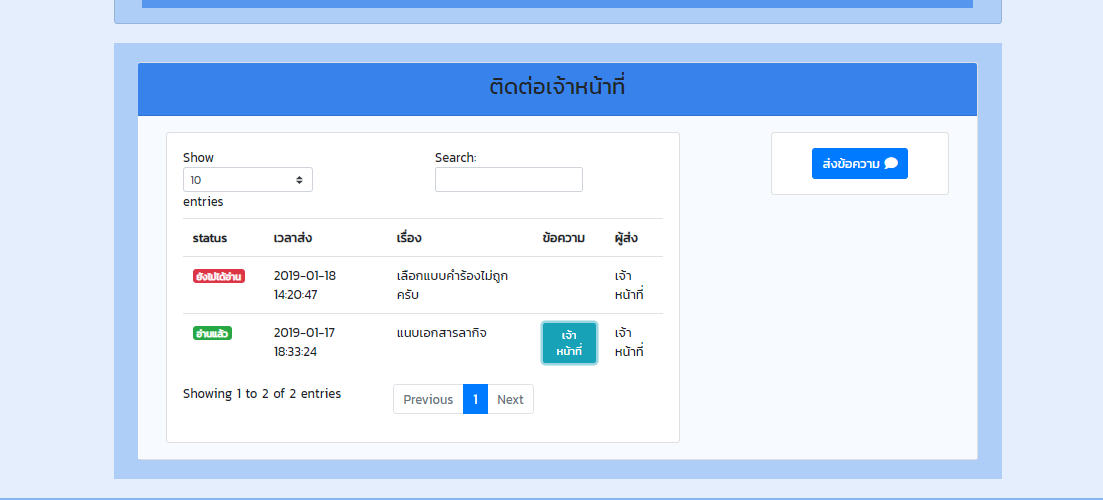 ติดต่อเจ้าหน้าที่
Show
10
entries
Search:
ส่งข้อความ
status เวลาส่ง เรื่อง ข้อความ ผู้ส่ง
ยังไม่ได้อ่าน 2019-01-18 เลือกแบบคำร้องไม่ถูก เจ้า
14:20:47 ครับ หน้าที่
อ่านแล้ว 2019-01-17 แนบเอกสารลากิจ เจ้า เจ้า
18:33:24 หน้าที่ หน้าที่
Showing 1 to 2 of 2 entries Previous 1 Next